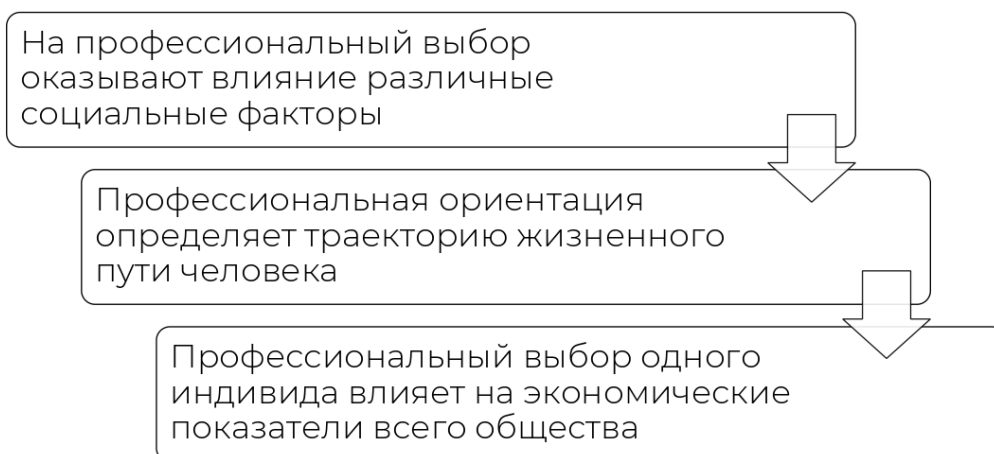 На профессиональный выбор
оказывают влияние различные
социальные факторы
Профессиональная ориентация
определяет траекторию жизненного
пути человека
Профессиональный выбор одного
индивида влияет на экономические
показатели всего общества